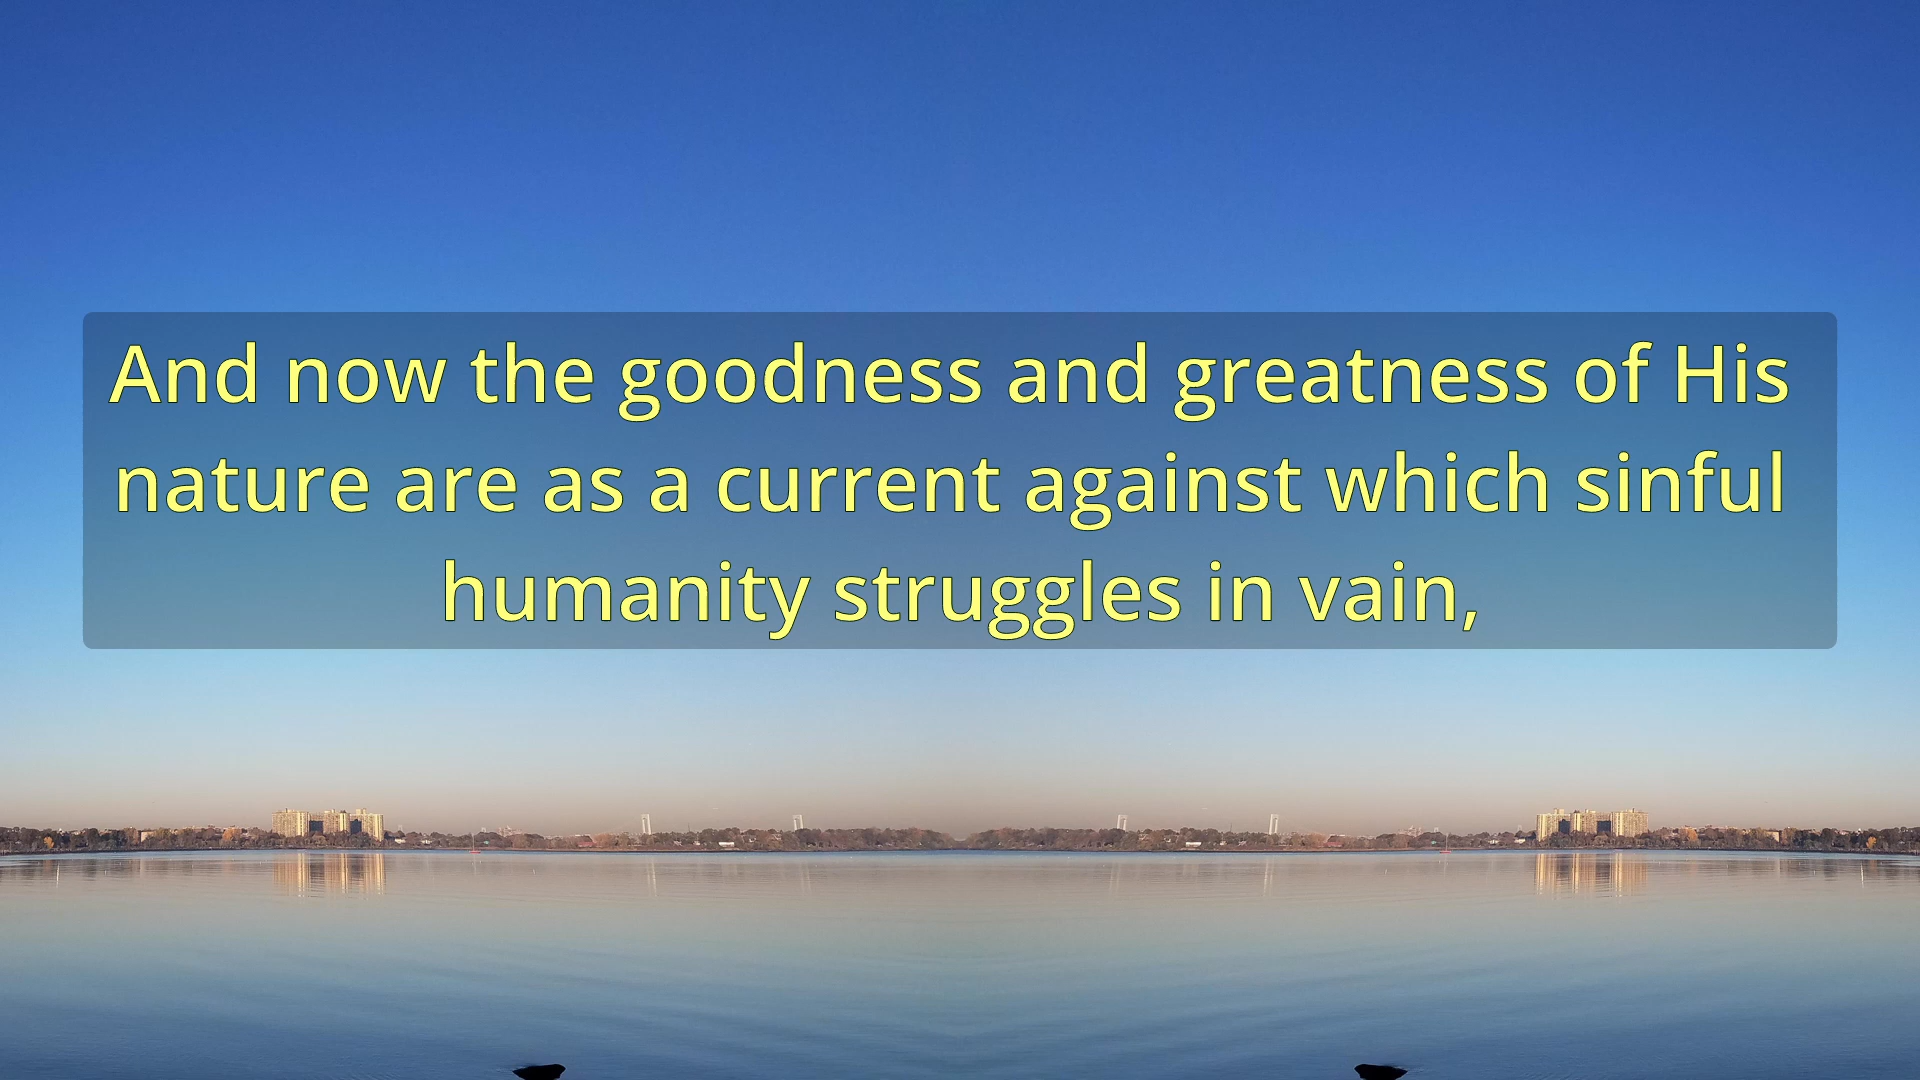 And now the goodness and greatness of His
nature are as a current against which sinful
humanity struggles in vain,